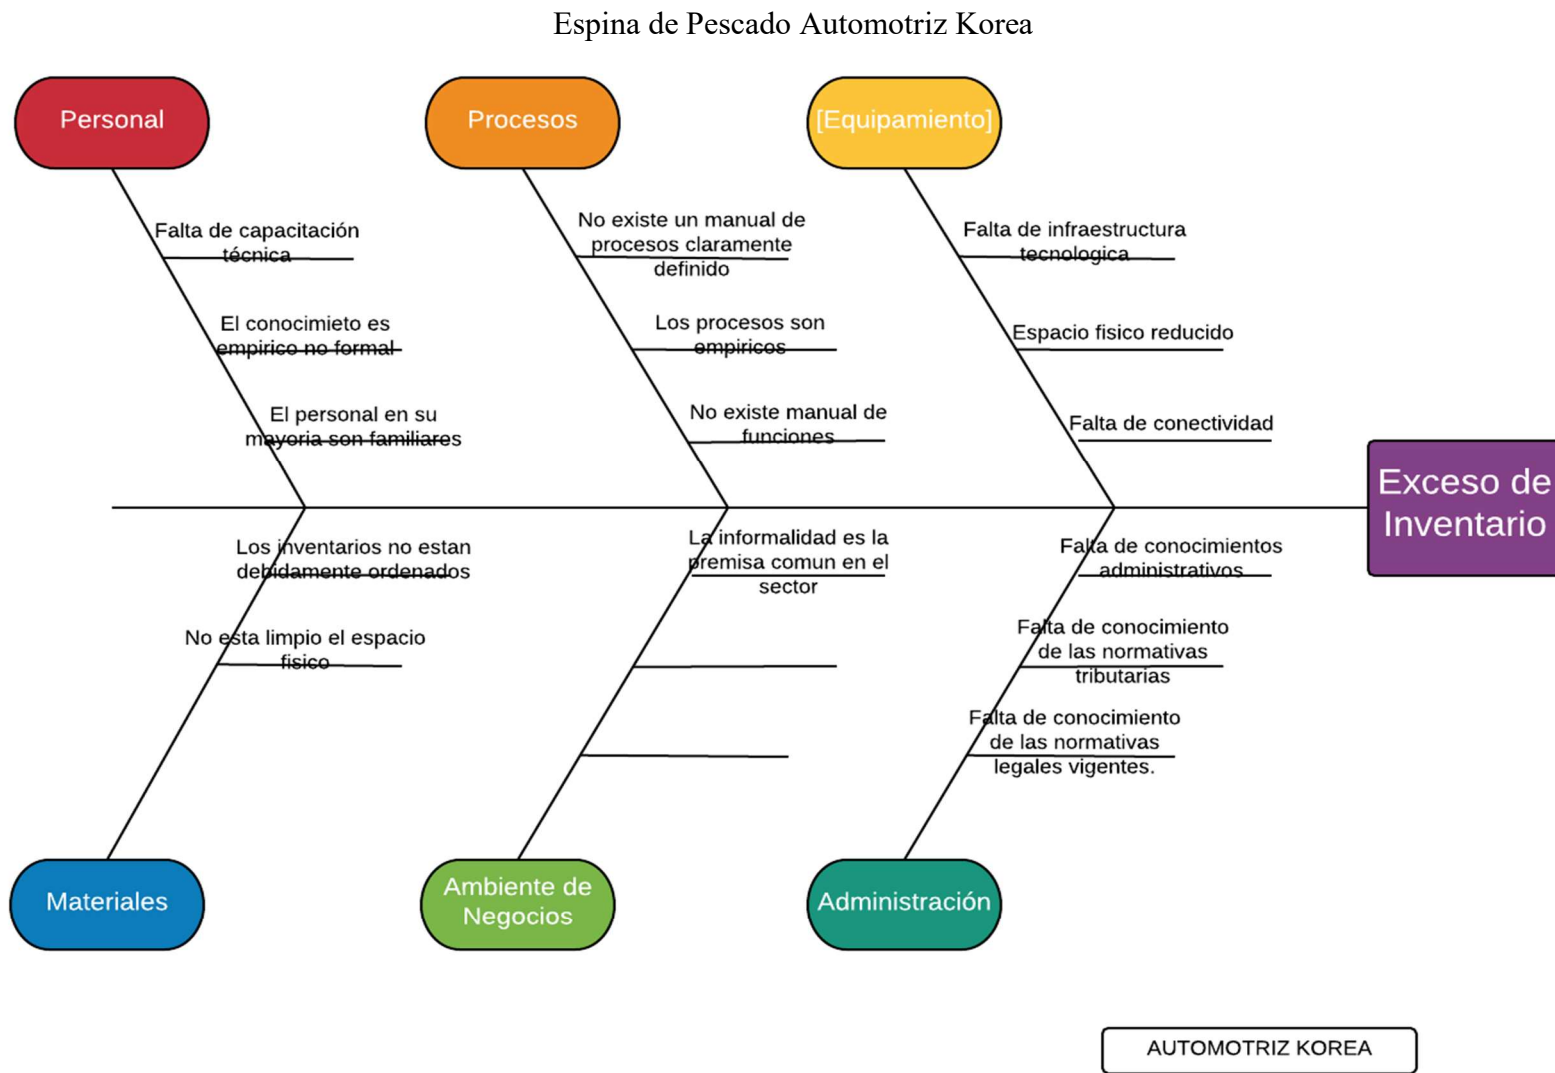 Espina de Pescado Automotriz Korea
Personal
Procesos
[Equipamiento]
Falta de capacitación
técnica
El conocimieto es
empirico no formal
El personal en su
mayoria son familiares
No existe un manual de
procesos claramente
definido
Los procesos son
empiricos
No existe manual de
funciones
Falta de infraestructura
tecnologica
Espacio fisico reducido
Falta de conectividad
Exceso de
Inventario
Los inventarios no estan
debidamente ordenados
No esta limpio el espacio
fisico
La informalidad es la
premisa comun en el
sector
Falta de conocimientos
administrativos
Falta de conocimiento
de las normativas
tributarias
Falta de conocimiento
de las normativas
legales vigentes.
Materiales
Ambiente de
Negocios
Administración
AUTOMOTRIZ KOREA